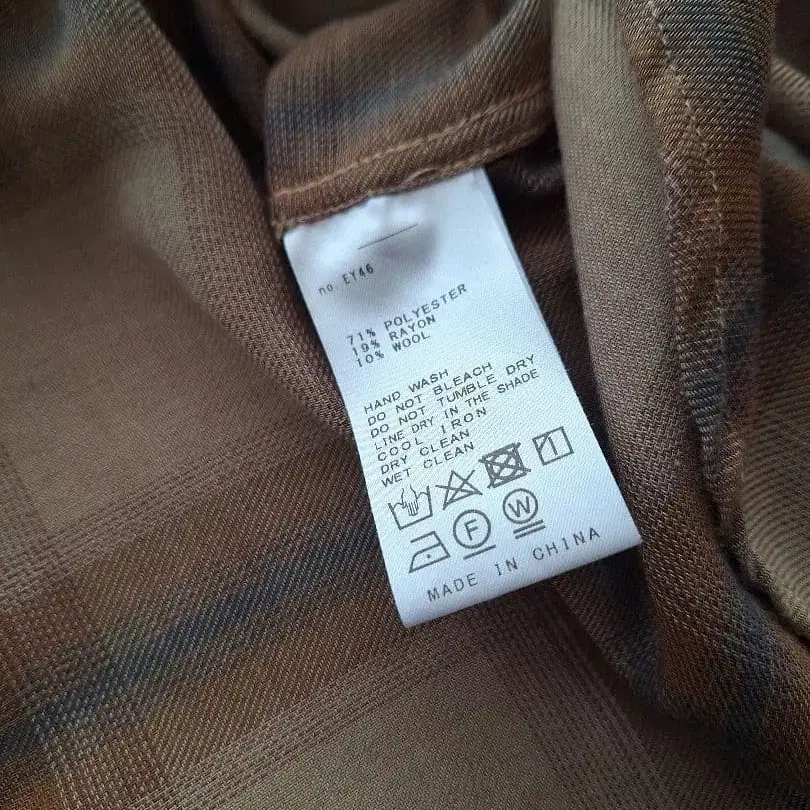 no. EY46
71% POLYESTER
19% RAYON
10% WOOL
HAND WASH
DO NOT BLEACH
DO NOT TUMBLE DRY
LINE DRY IN THE SHADE
COOL IRON
DRY CLEAN
WET CLEAN
F
W
MADE IN CHINA